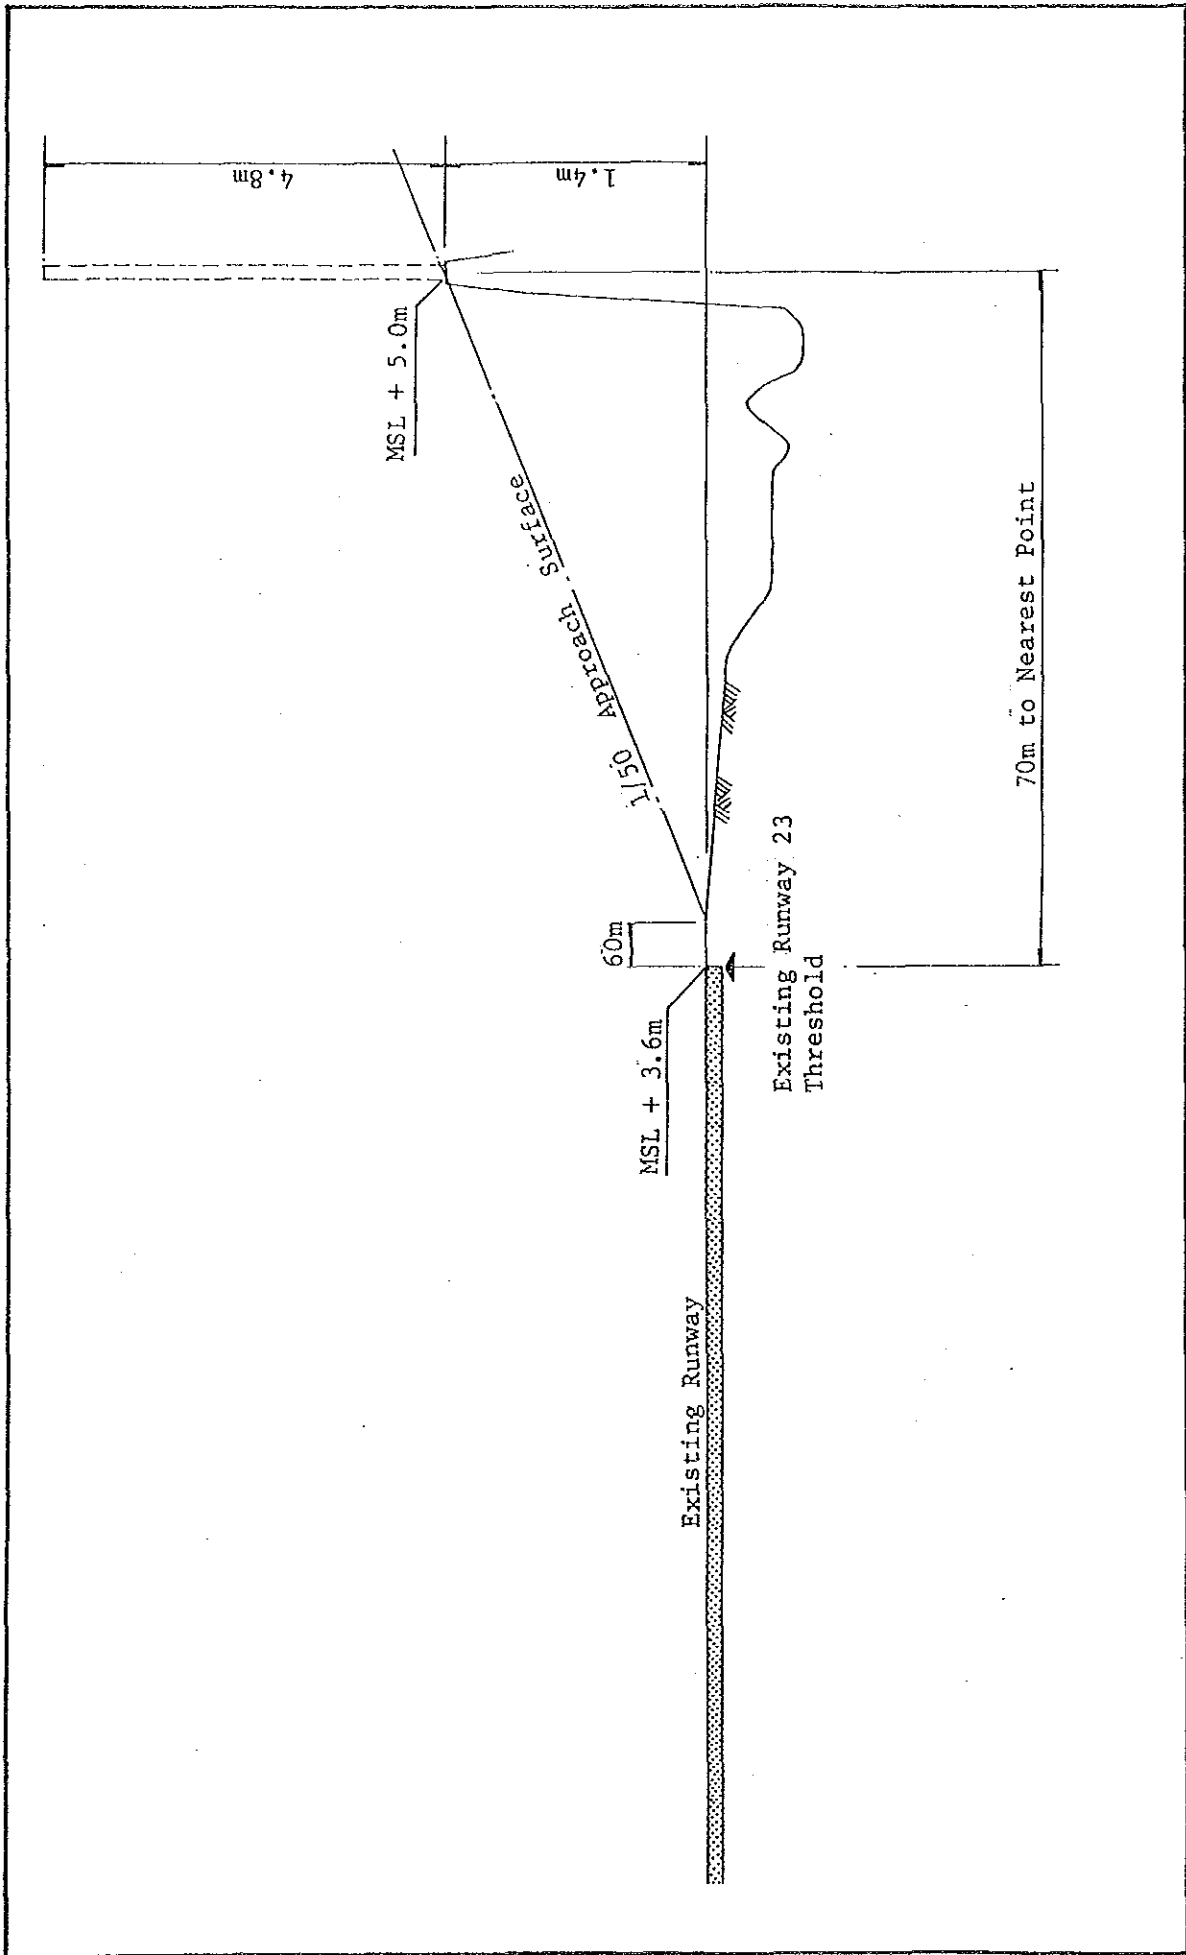 4.8m
1.4m
MSL + 5.0m
1/50 Approach Surface
60m
MSL + 3.6m
Existing Runway 23
Threshold
Existing Runway
70m to Nearest Point